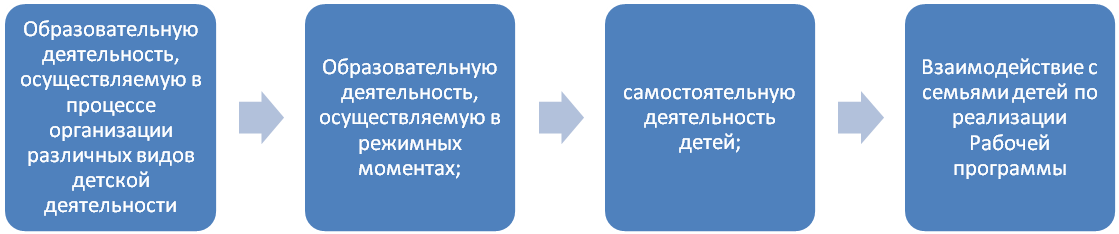 Образовательную
деятельность,
осуществляемую в
процессе
организации
различных видов
детской
деятельности
Образовательную
деятельность,
осуществляемую в
режимных
моментах;
самостоятельную
деятельность
детей;
Взаимодействие с
семьями детей по
реализации
Рабочей
программы